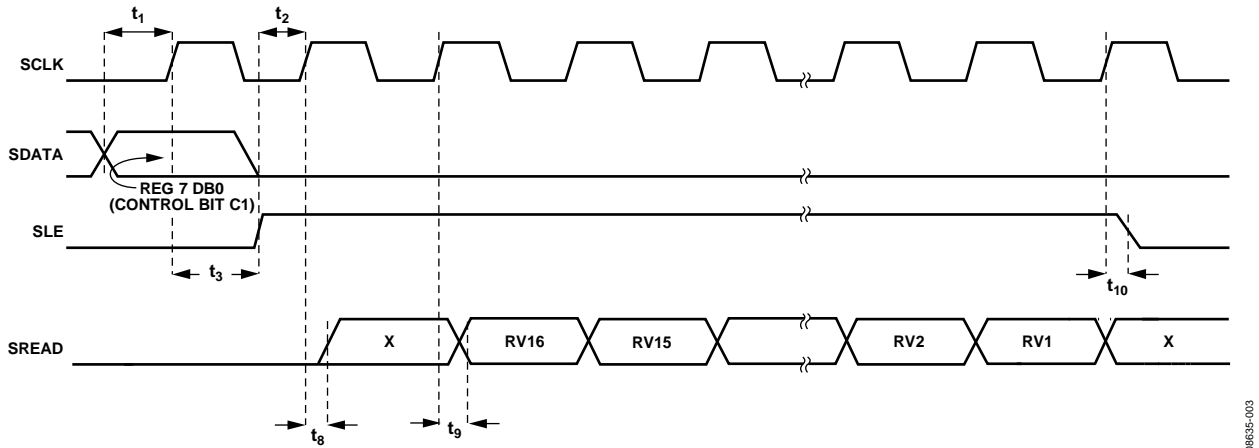 t1
t2
SCLK
SDATA
REG 7 DB0
(CONTROL BIT C1)
SLE
t3
t10
SREAD
X
RV16
RV15
RV2
RV1
X
t8
t9
08635-003